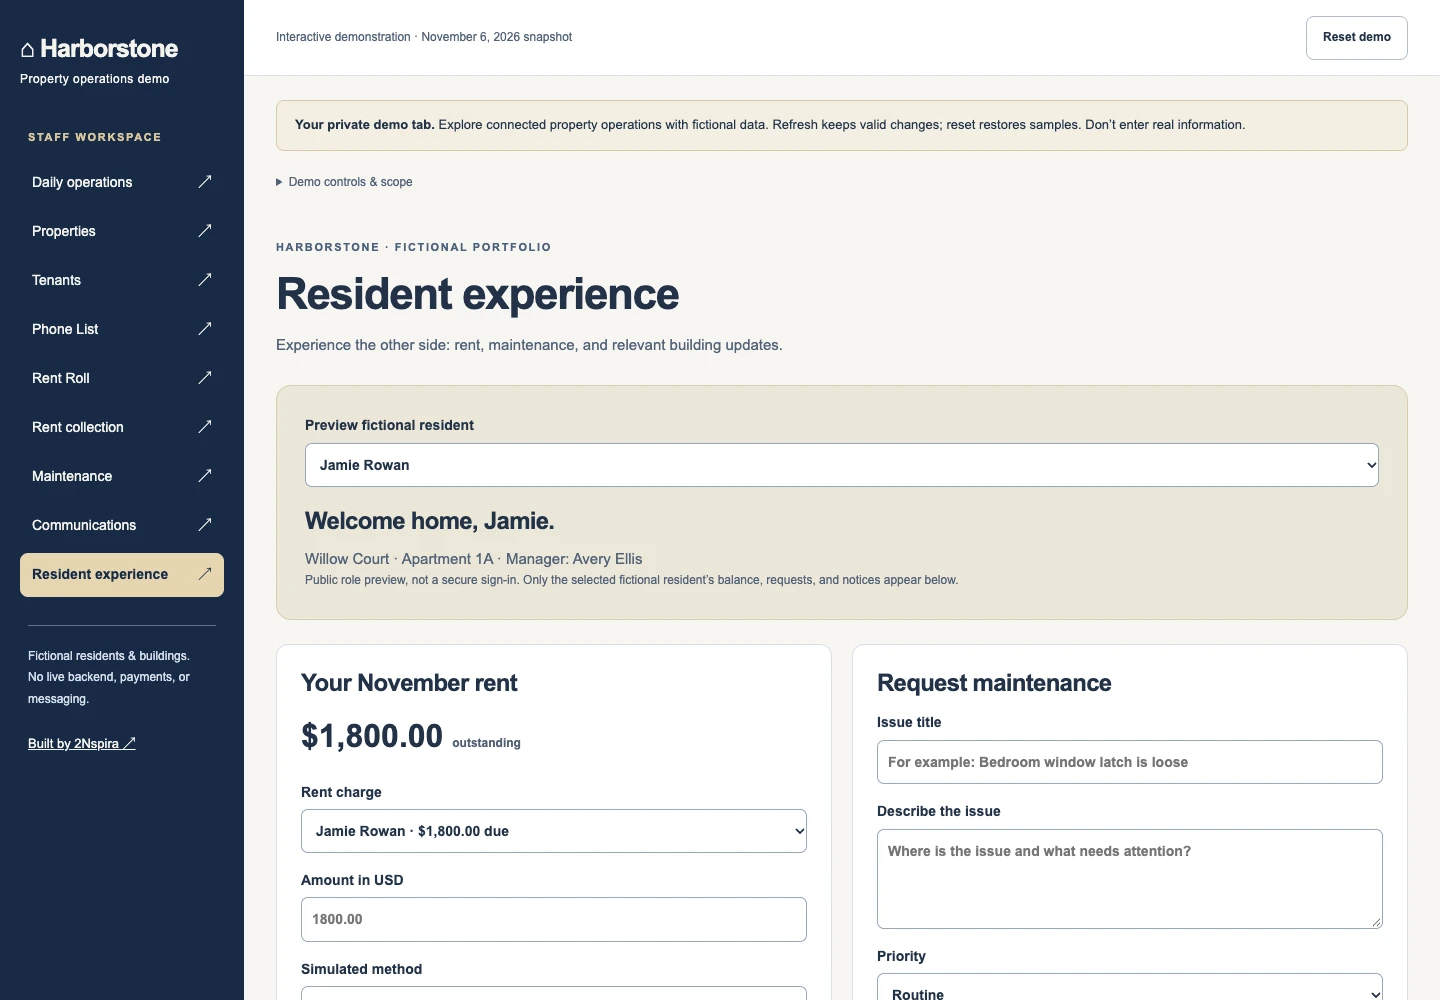 Harborstone
Property operations demo
STAFF WORKSPACE
Daily operations
Properties
Tenants
Phone List
Rent Roll
Rent collection
Maintenance
Communications
Resident experience
Fictional residents & buildings.
No live backend, payments, or
messaging.
Built by 2Nspira
Interactive demonstration · November 6, 2026 snapshot
Reset demo
Your private demo tab. Explore connected property operations with fictional data. Refresh keeps valid changes; reset restores samples. Don’t enter real information.
Demo controls & scope
HARBORSTONE · FICTIONAL PORTFOLIO
Resident experience
Experience the other side: rent, maintenance, and relevant building updates.
Preview fictional resident
Jamie Rowan
Welcome home, Jamie.
Willow Court · Apartment 1A · Manager: Avery Ellis
Public role preview, not a secure sign-in. Only the selected fictional resident’s balance, requests, and notices appear below.
Your November rent
$1,800.00 outstanding
Rent charge
Jamie Rowan · $1,800.00 due
Amount in USD
1800.00
Simulated method
Request maintenance
Issue title
For example: Bedroom window latch is loose
Describe the issue
Where is the issue and what needs attention?
Priority
Routine